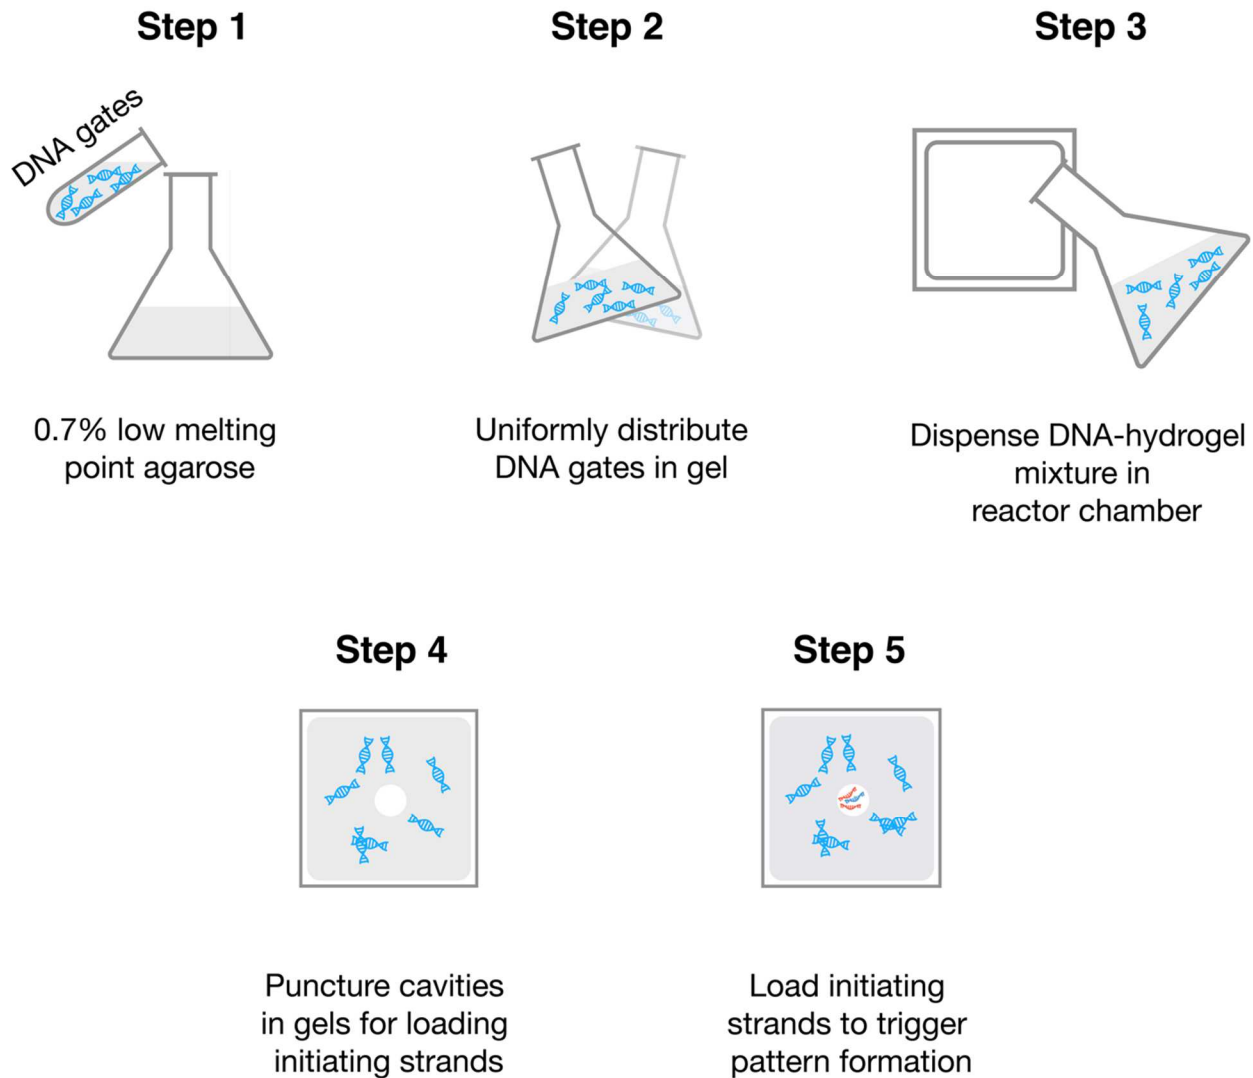 Step 1
DNA gates
0.7% low melting
point agarose
Step 2
Uniformly distribute
DNA gates in gel
Step 3
Dispense DNA-hydrogel
mixture in
reactor chamber
Step 4
Puncture cavities
in gels for loading
initiating strands
Step 5
Load initiating
strands to trigger
pattern formation